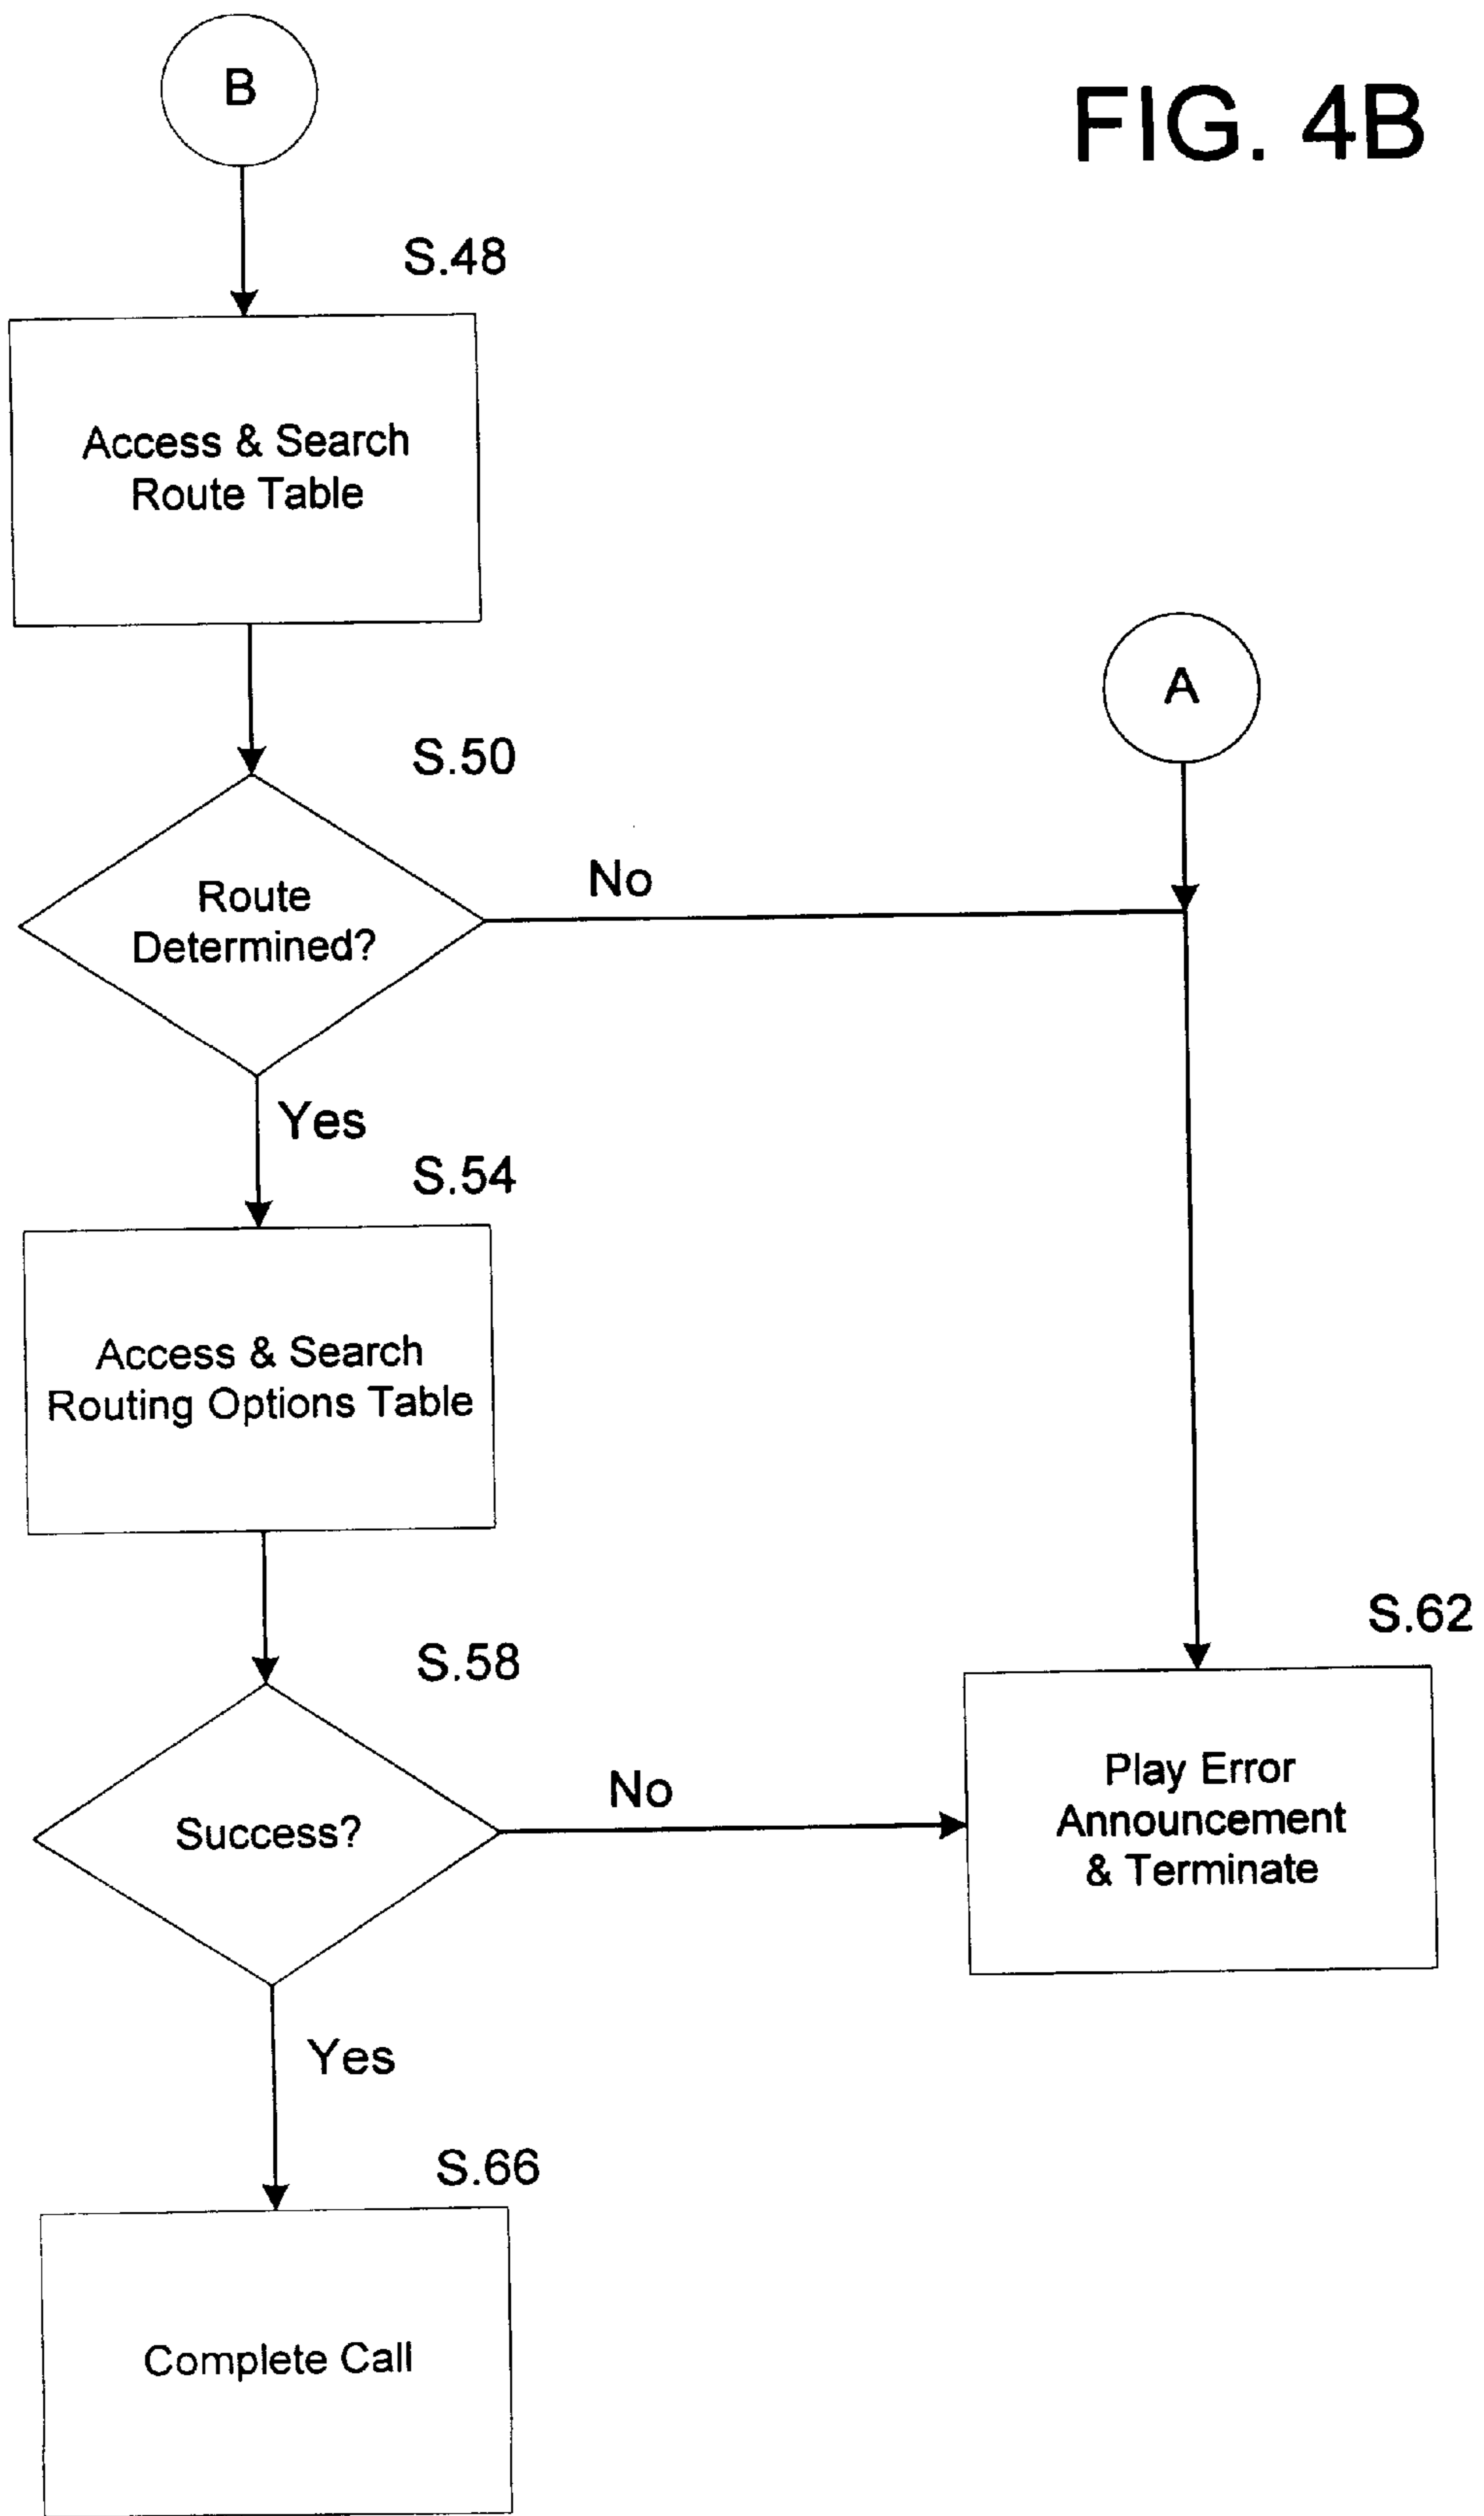 B
FIG. 4B
S.48
Access & Search
Route Table
A
S.50
Route
Determined?
No
Yes
S.54
Access & Search
Routing Options Table
S.58
Success?
No
S.62
Play Error
Announcement
& Terminate
Yes
S.66
Complete Call